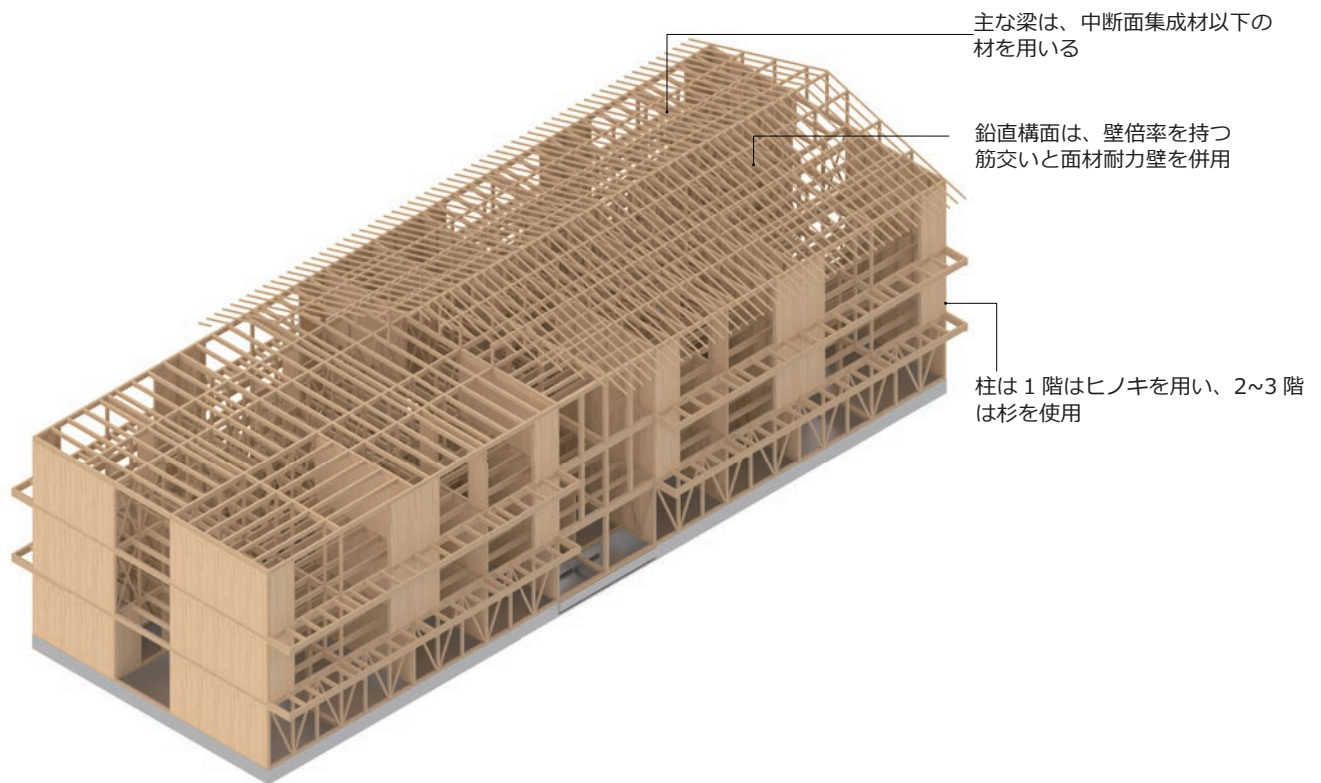 主な梁は、中断面集成材以下の
材を用いる
鉛直構面は、壁倍率を持つ
筋交いと面材耐力壁を併用
柱は 1 階はヒノキを用い、2~3 階
は杉を使用